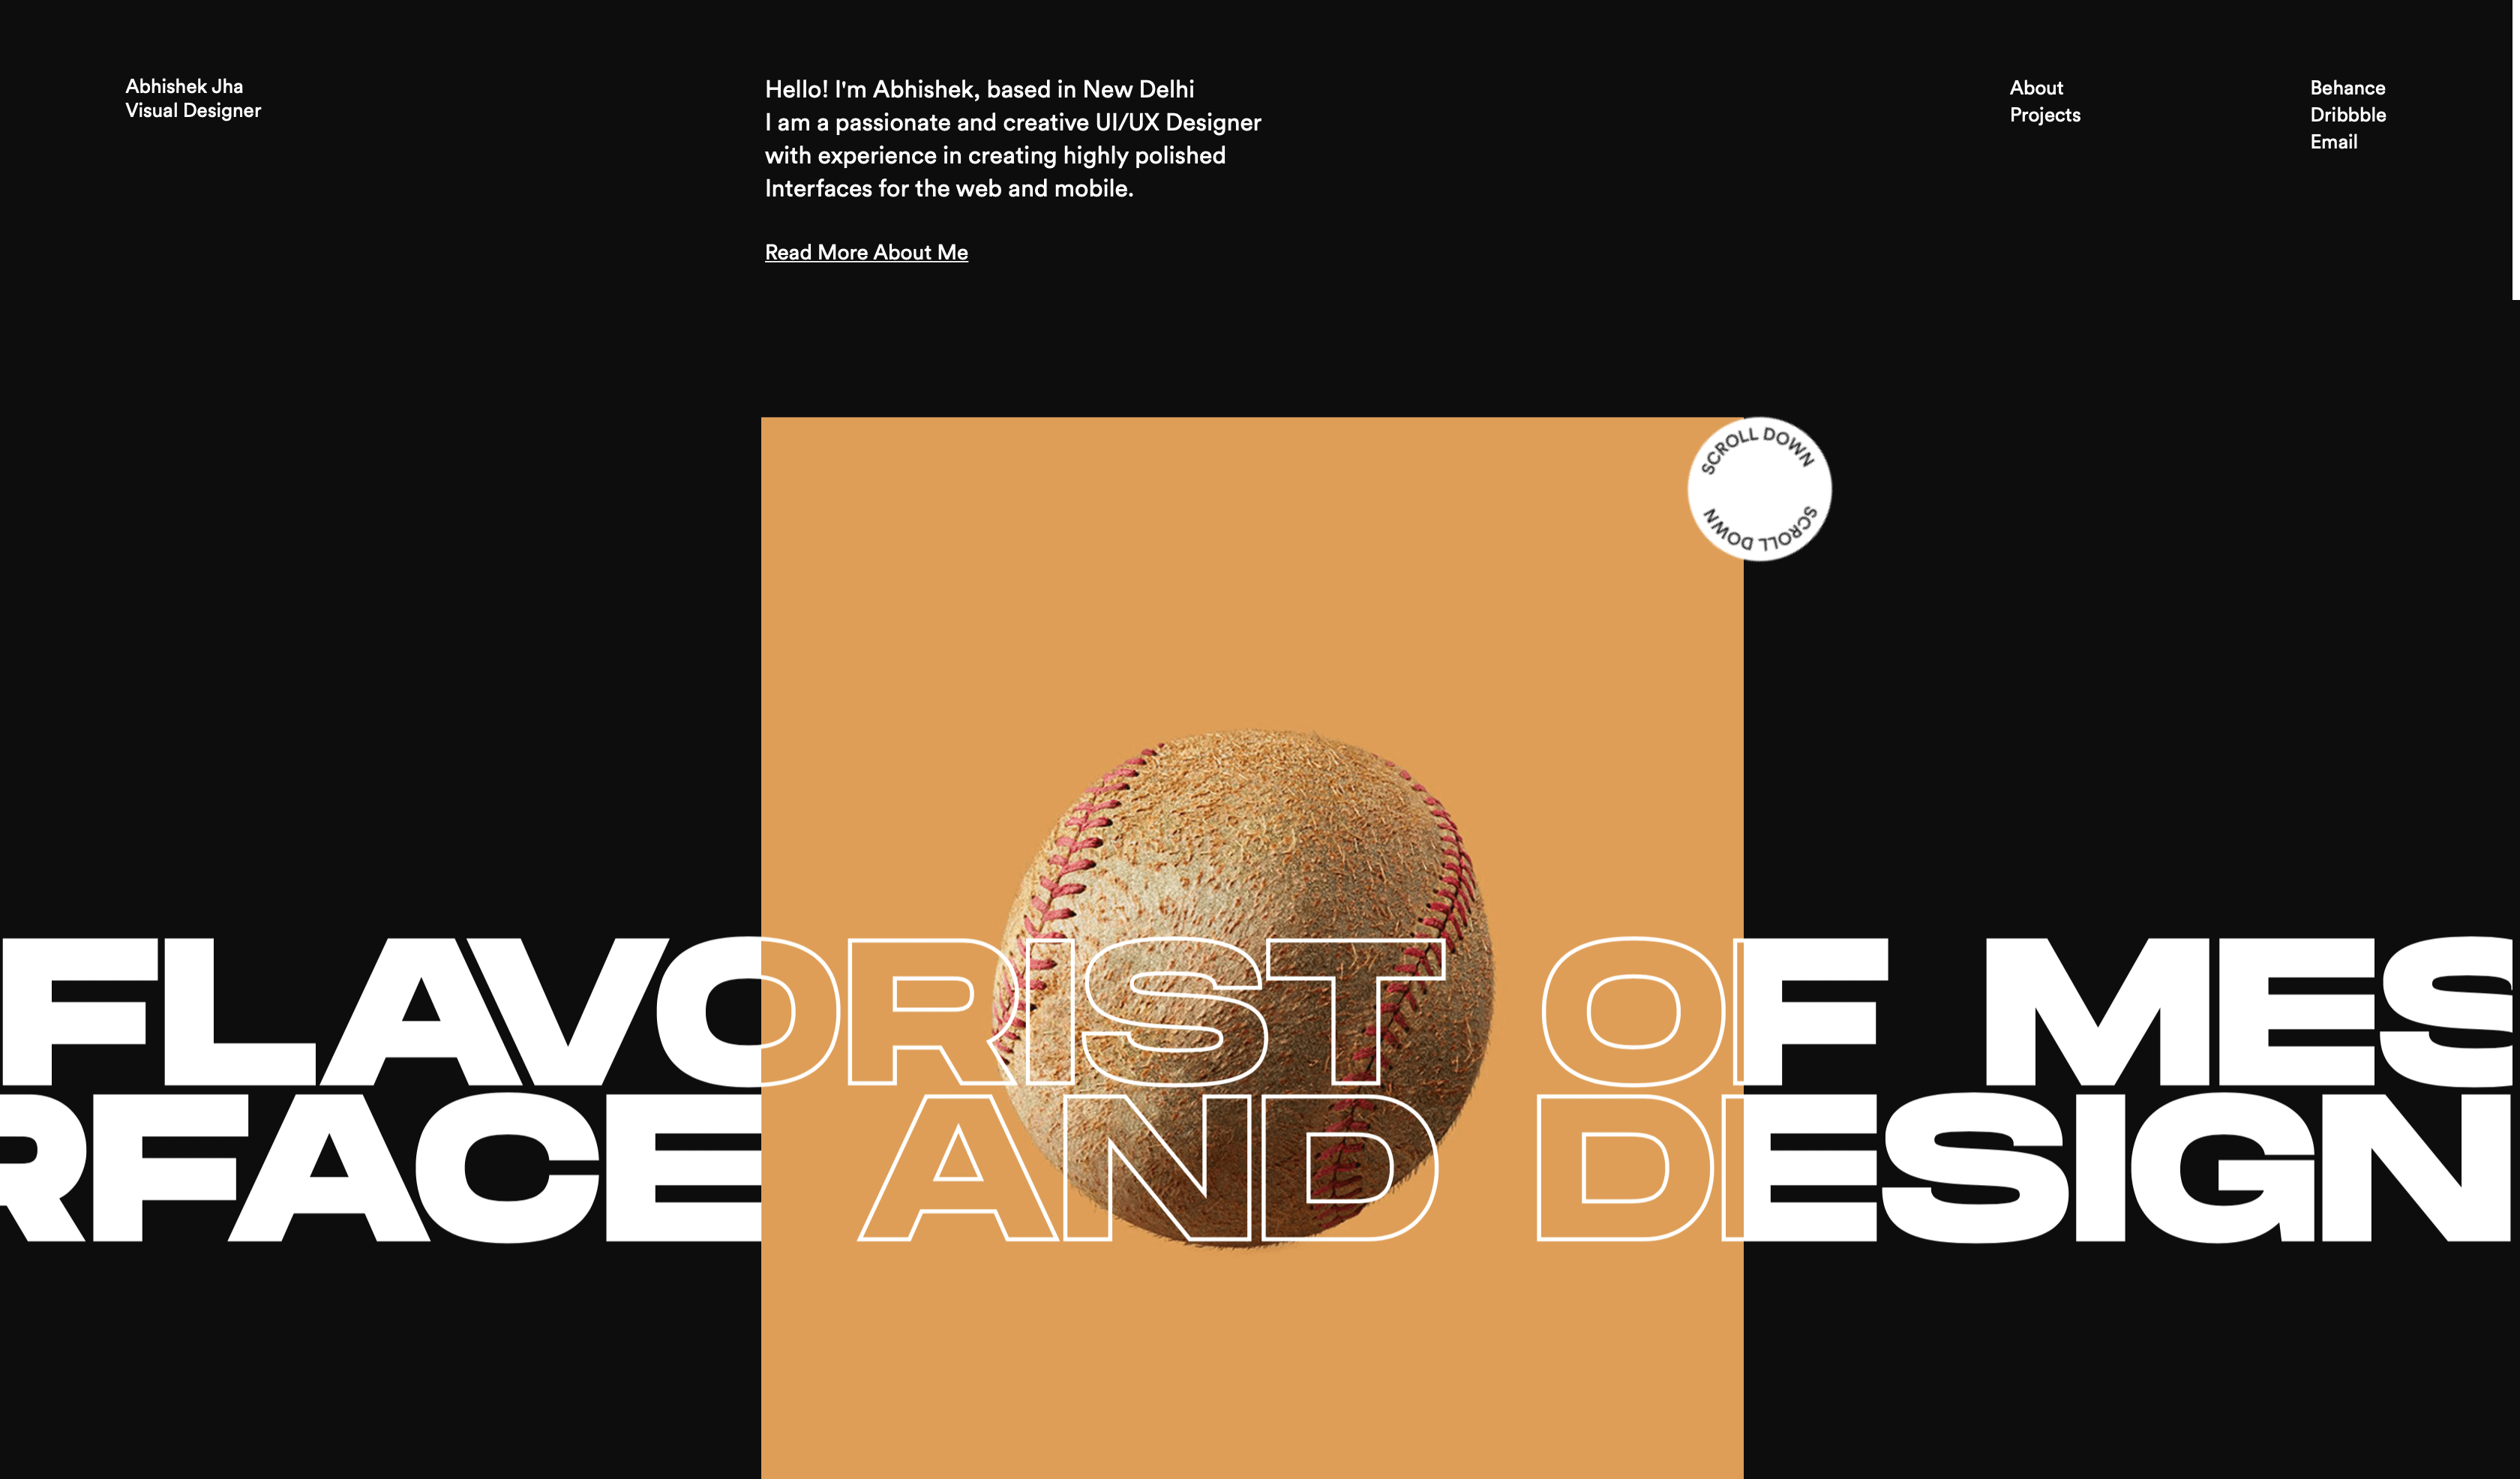 Abhishek Jha
Visual Designer
Hello! I'm Abhishek, based in New Delhi
I am a passionate and creative UI/UX Designer
with experience in creating highly polished
Interfaces for the web and mobile.
Read More About Me
About
Projects
Behance
Dribbble
Email
SCROLL DOWN
SCROLL DOWN
FLAVORIST OF MES
RFACE AND DESIGN